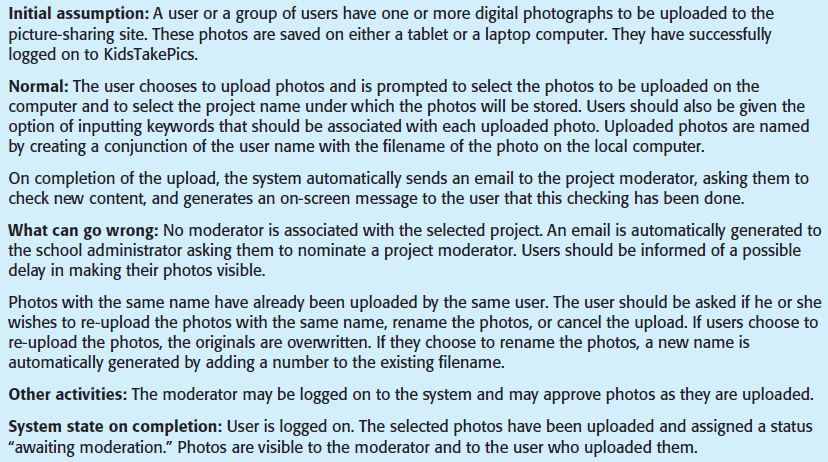 Initial assumption: A user or a group of users have one or more digital photographs to be uploaded to the
picture-sharing site. These photos are saved on either a tablet or a laptop computer. They have successfully
logged on to KidsTakePics.
Normal: The user chooses to upload photos and is prompted to select the photos to be uploaded on the
computer and to select the project name under which the photos will be stored. Users should also be given the
option of inputting keywords that should be associated with each uploaded photo. Uploaded photos are named
by creating a conjunction of the user name with the filename of the photo on the local computer.
On completion of the upload, the system automatically sends an email to the project moderator, asking them to
check new content, and generates an on-screen message to the user that this checking has been done.
What can go wrong: No moderator is associated with the selected project. An email is automatically generated to
the school administrator asking them to nominate a project moderator. Users should be informed of a possible
delay in making their photos visible.
Photos with the same name have already been uploaded by the same user. The user should be asked if he or she
wishes to re-upload the photos with the same name, rename the photos, or cancel the upload. If users choose to
re-upload the photos, the originals are overwritten. If they choose to rename the photos, a new name is
automatically generated by adding a number to the existing filename.
Other activities: The moderator may be logged on to the system and may approve photos as they are uploaded.
System state on completion: User is logged on. The selected photos have been uploaded and assigned a status
“awaiting moderation.” Photos are visible to the moderator and to the user who uploaded them.